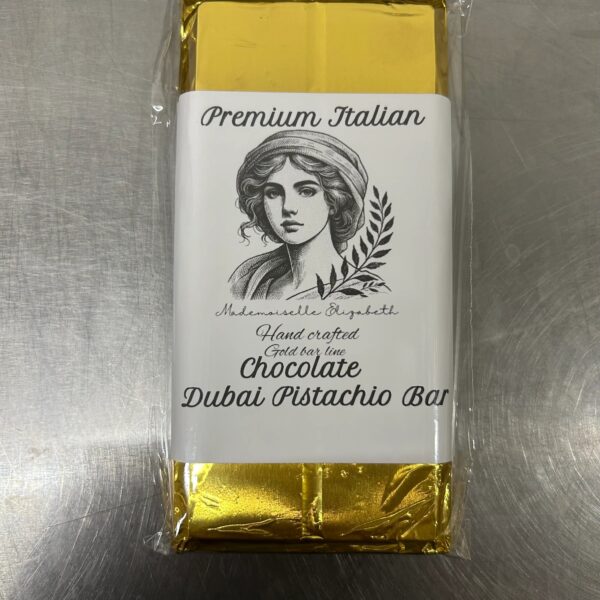 Premium Italian
Mademoiselle Elizabeth
Hand crafted
Gold bar line
Chocolate
Dubai Pistachio Bar